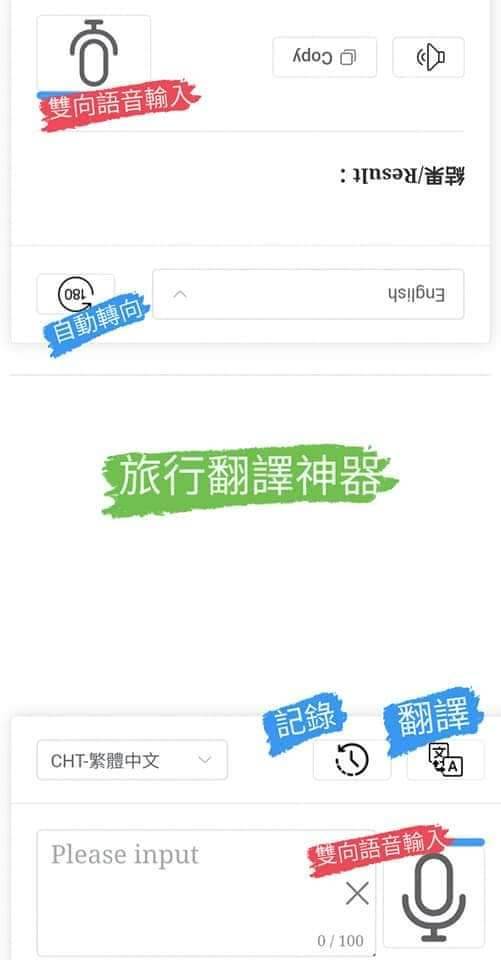 Copy
雙向語音輸入
結果/Result：
180
自動轉向
English
旅行翻譯神器
記錄
翻譯
CHT-繁體中文
文
A
Please input
雙向語音輸入
0 / 100